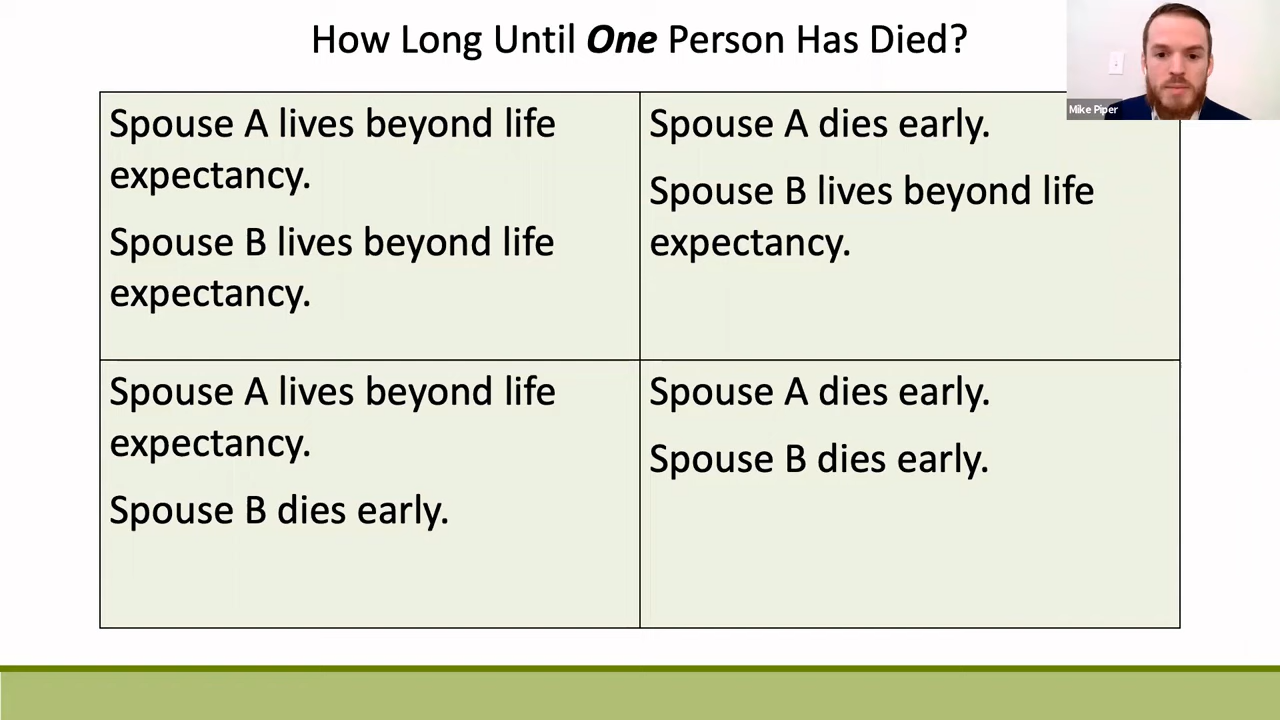 How Long Until One Person Has Died?
Mike Piper
Spouse A lives beyond life
expectancy.
Spouse B lives beyond life
expectancy.
Spouse A dies early.
Spouse B lives beyond life
expectancy.
Spouse A lives beyond life
expectancy.
Spouse B dies early.
Spouse A dies early.
Spouse B dies early.